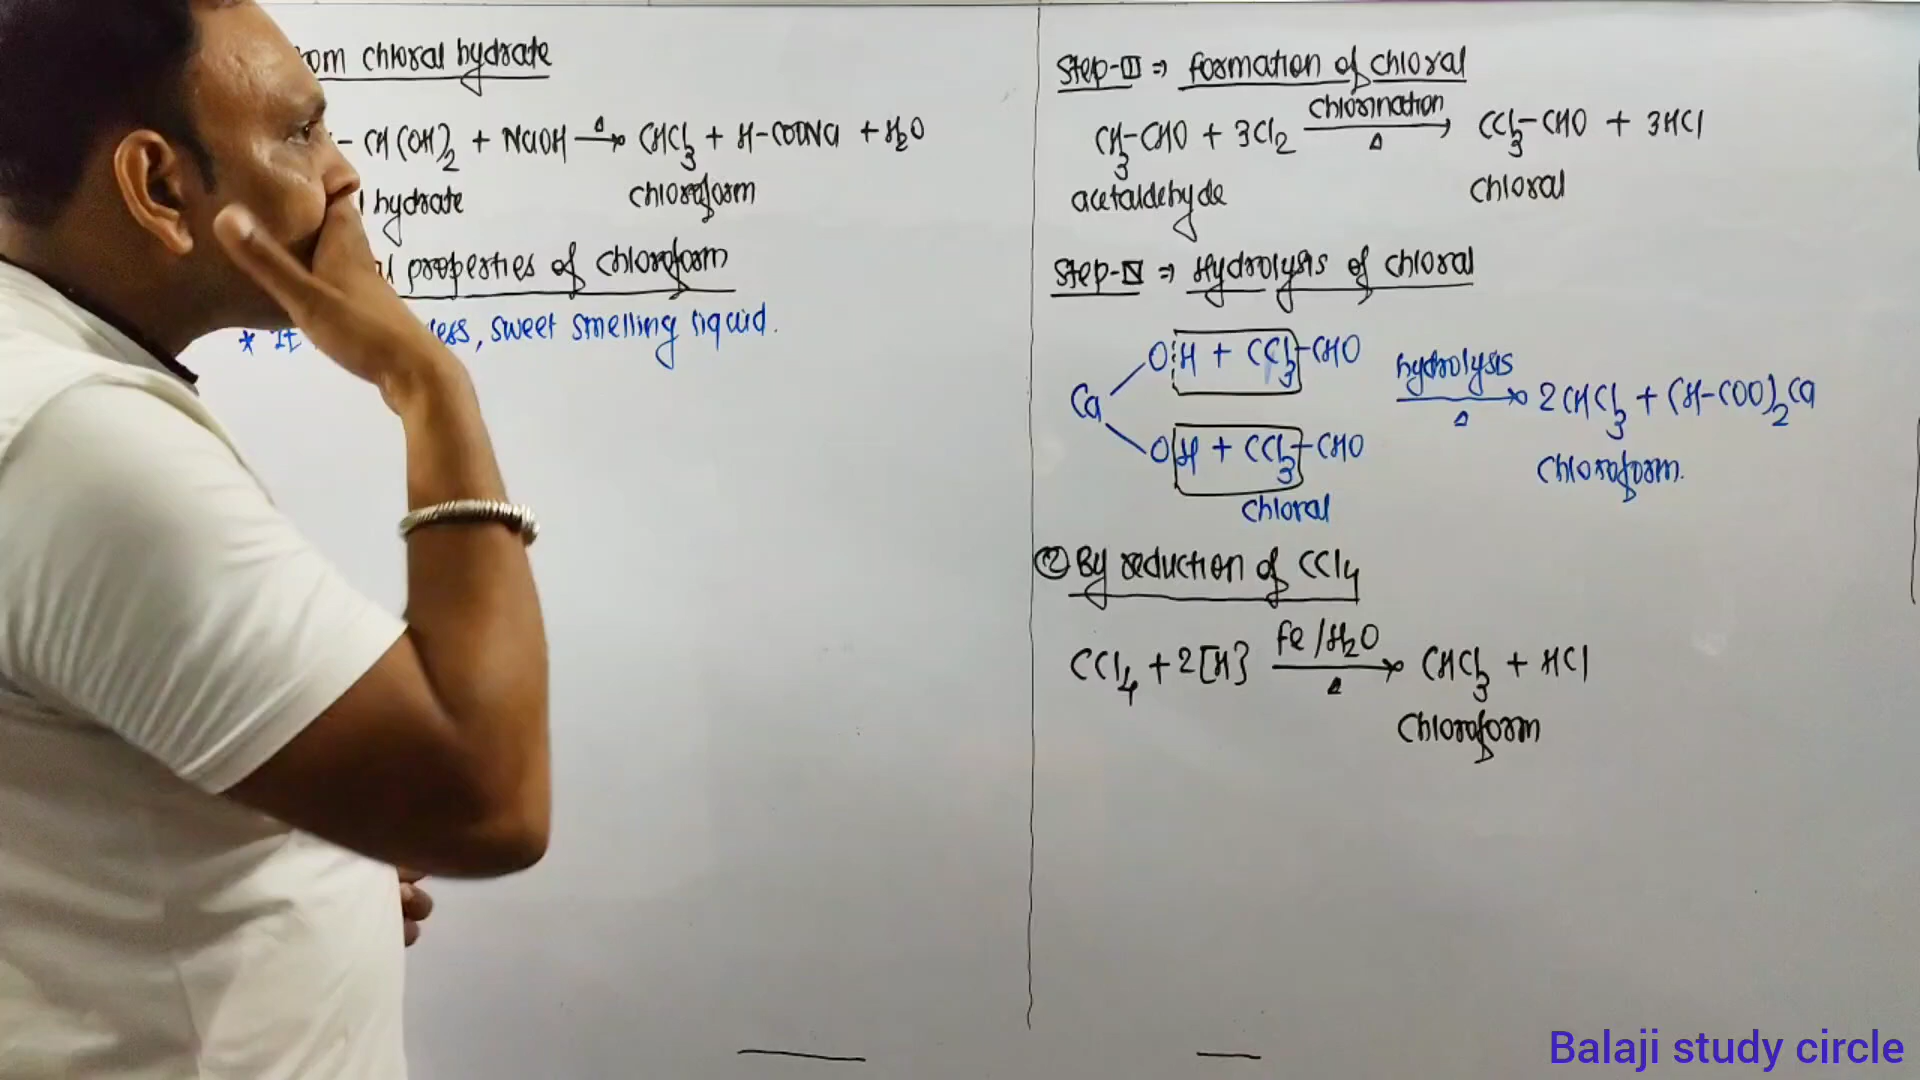 chloral hydrate
- CH(OH)2 + NaOH →Δ CHCl3 + H-COONa + H2O
hydrate chloroform
properties of chloroform
* It , sweet smelling liquid.
Step-III ⇒ formation of chloral
CH3-CHO + 3Cl2 chlorination →Δ CCl3-CHO + 3HCl
acetaldehyde chloral
Step-IV ⇒ Hydrolysis of chloral
OH + CCl3-CHO
Ca hydrolysis →Δ 2CHCl3 + (H-COO)2Ca
OH + CCl3-CHO chloroform.
chloral
② By reduction of CCl4
CCl4 + 2[H] Fe/H2O →Δ CHCl3 + HCl
Chloroform
Balaji study circle